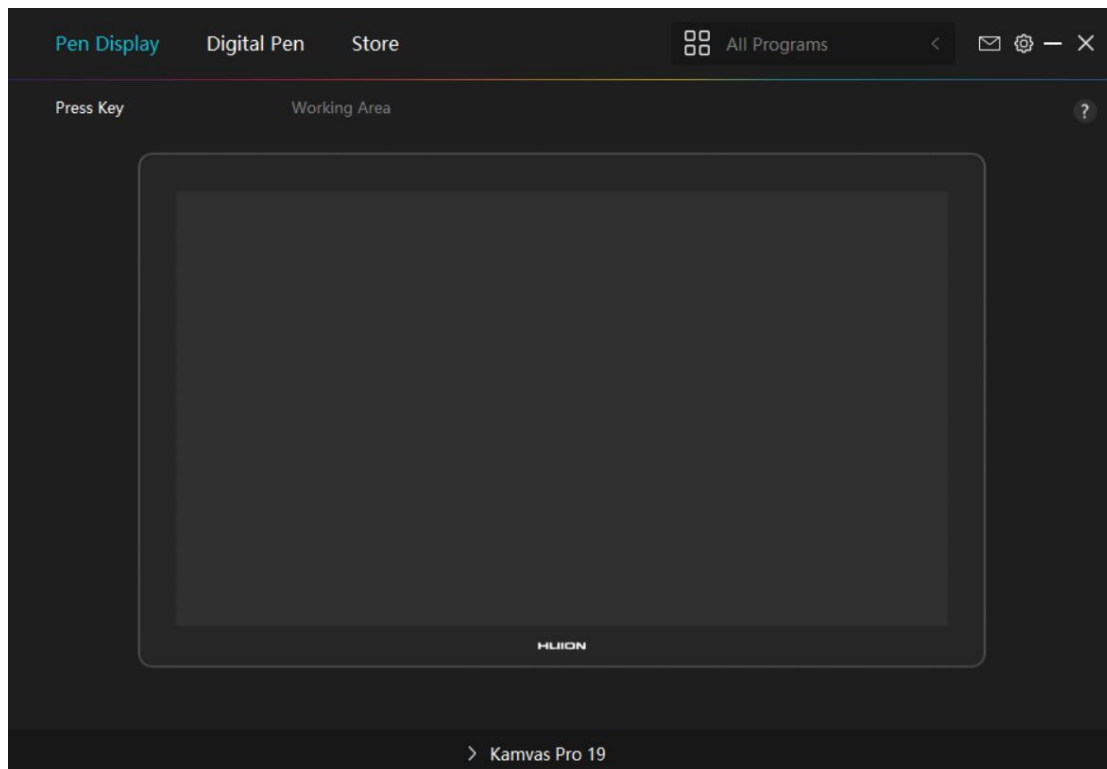 Pen Display Digital Pen Store All Programs
Press Key Working Area ?
HUION
Kamvas Pro 19